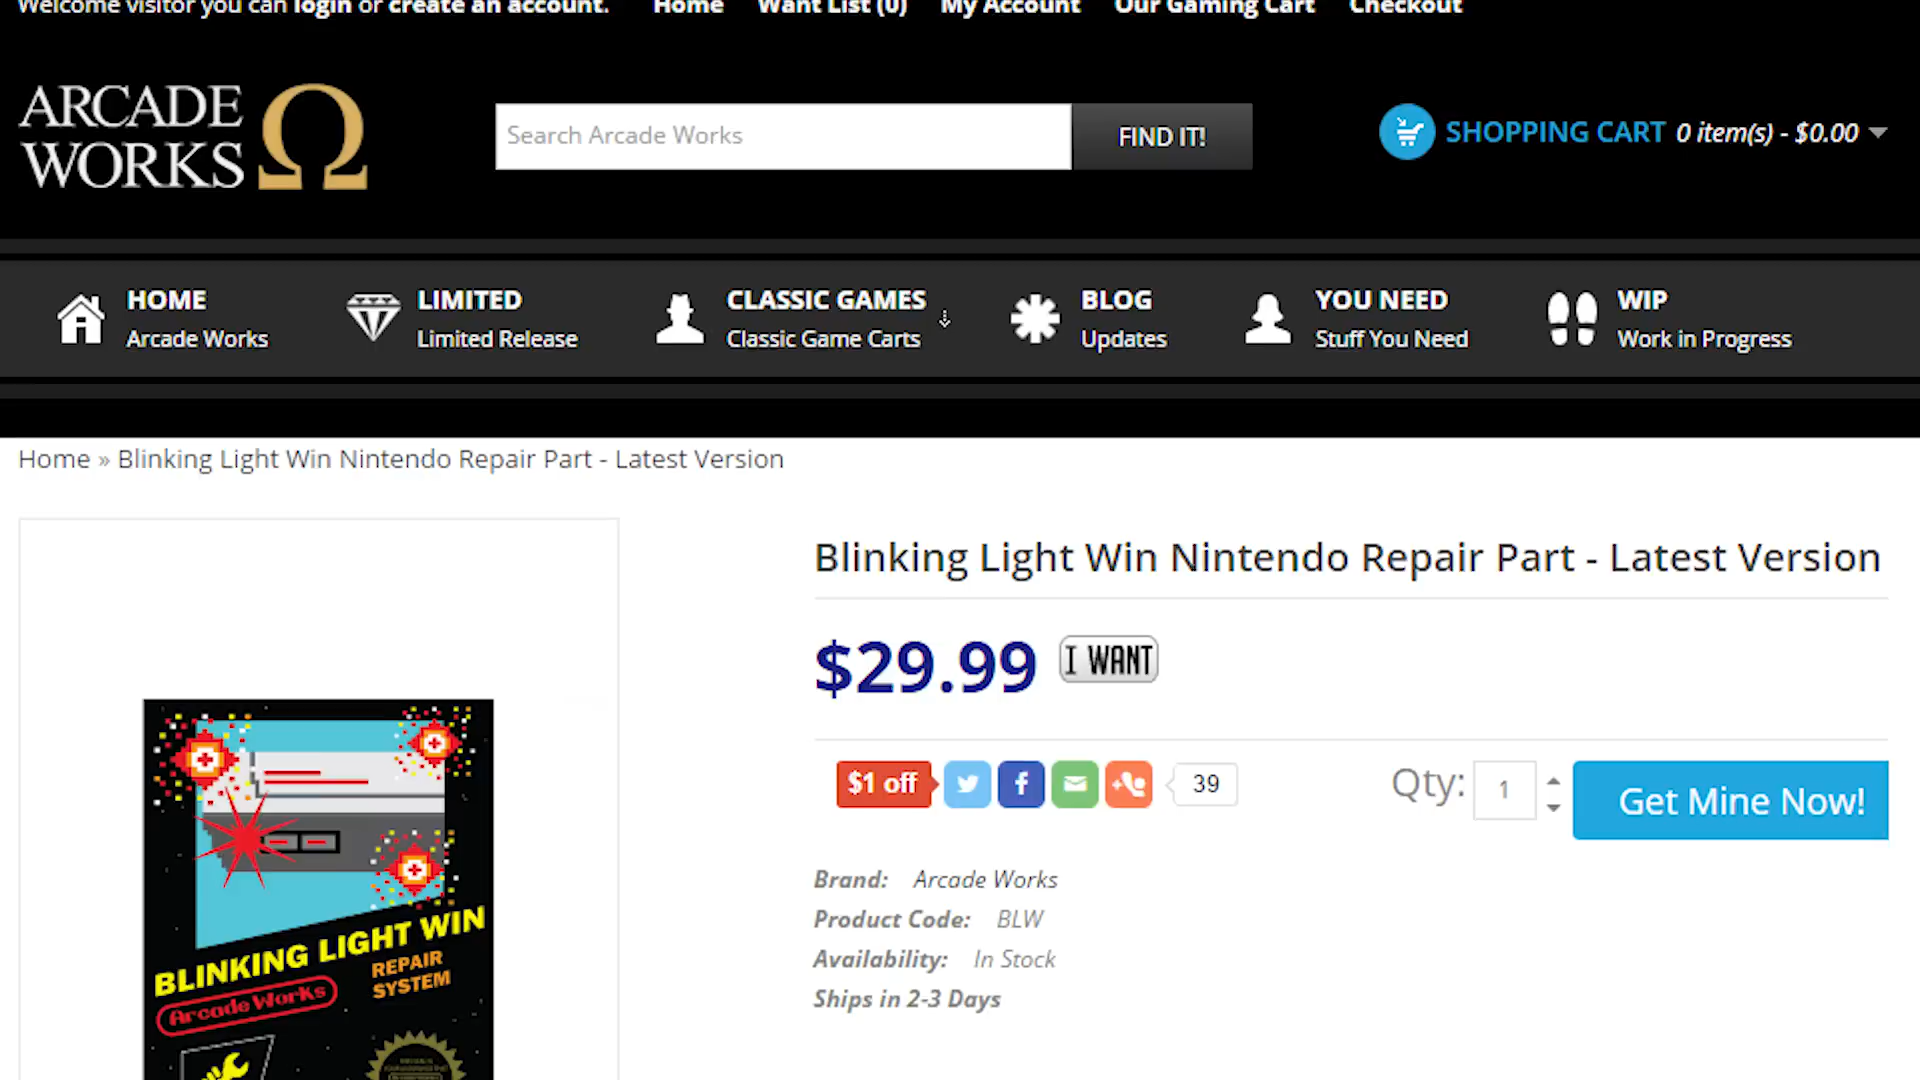 Welcome visitor you can login or create an account.
Home Want List (0) My Account Our Gaming Cart Checkout
ARCADE
WORKS
Search Arcade Works
FIND IT!
SHOPPING CART 0 item(s) - $0.00
HOME
Arcade Works
LIMITED
Limited Release
CLASSIC GAMES
Classic Game Carts
BLOG
Updates
YOU NEED
Stuff You Need
WIP
Work in Progress
Home » Blinking Light Win Nintendo Repair Part - Latest Version
Blinking Light Win Nintendo Repair Part - Latest Version
$29.99 I WANT
$1 off
39
Qty: 1
Get Mine Now!
Brand: Arcade Works
Product Code: BLW
Availability: In Stock
Ships in 2-3 Days
BLINKING LIGHT WIN
REPAIR
SYSTEM
Arcade Works